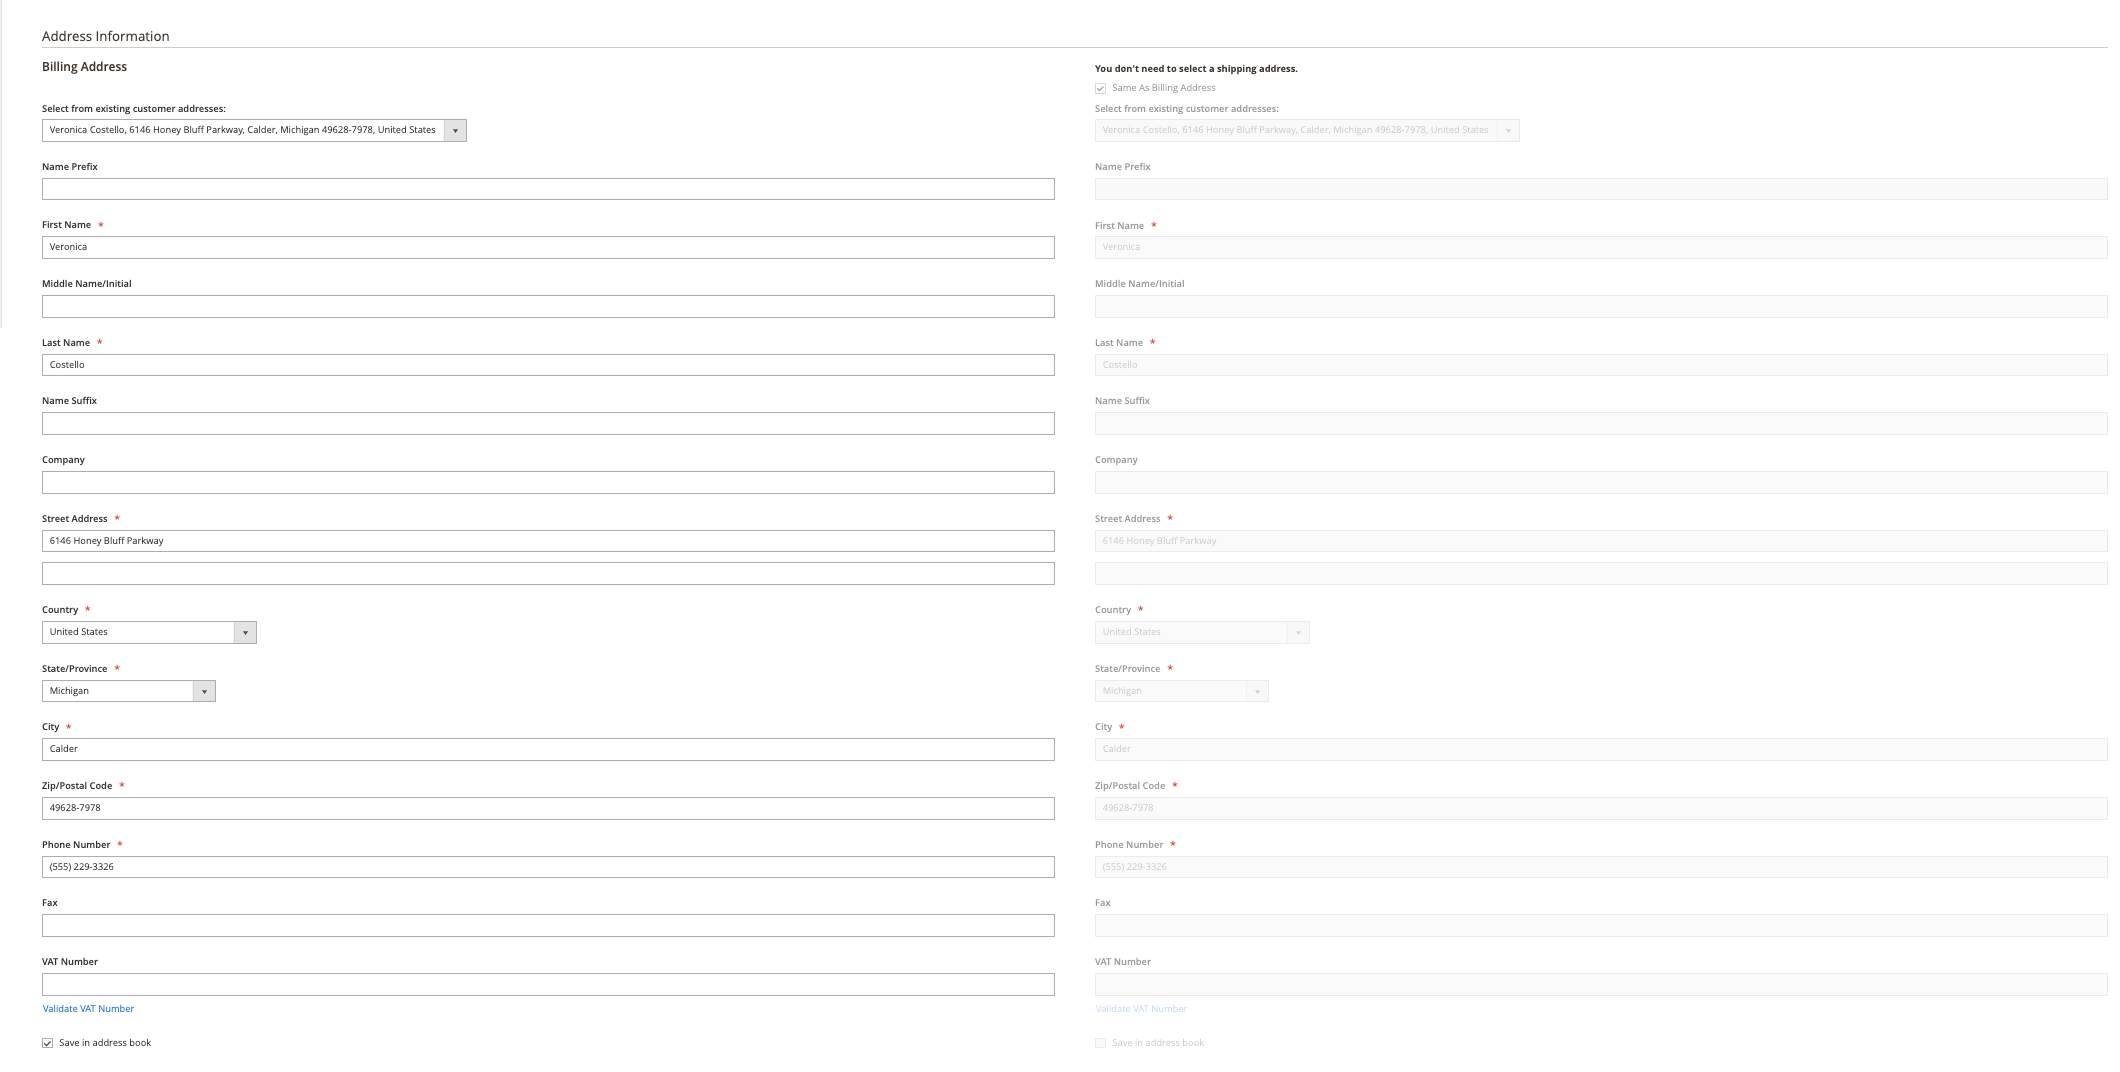 Address Information
Billing Address
Select from existing customer addresses:
Veronica Costello, 6146 Honey Bluff Parkway, Calder, Michigan 49628-7978, United States
Name Prefix
First Name *
Veronica
Middle Name/Initial
Last Name *
Costello
Name Suffix
Company
Street Address *
6146 Honey Bluff Parkway
Country *
United States
State/Province *
Michigan
City *
Calder
Zip/Postal Code *
49628-7978
Phone Number *
(555) 229-3326
Fax
VAT Number
Validate VAT Number
Save in address book
You don't need to select a shipping address.
Same As Billing Address
Select from existing customer addresses:
Veronica Costello, 6146 Honey Bluff Parkway, Calder, Michigan 49628-7978, United States
Name Prefix
First Name *
Veronica
Middle Name/Initial
Last Name *
Costello
Name Suffix
Company
Street Address *
6146 Honey Bluff Parkway
Country *
United States
State/Province *
Michigan
City *
Calder
Zip/Postal Code *
49628-7978
Phone Number *
(555) 229-3326
Fax
VAT Number
Validate VAT Number
Save in address book